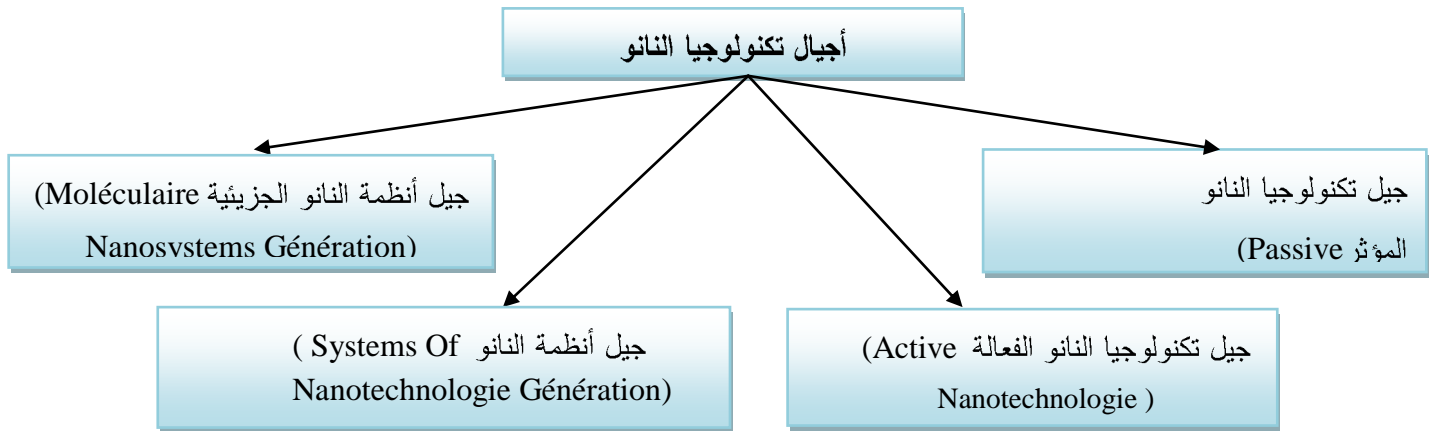 أجيال تكنولوجيا النانو
جيل تكنولوجيا النانو
المؤثر Passive)
جيل تكنولوجيا النانو الفعالة Active)
Nanotechnologie )
جيل أنظمة النانو Systems Of )
Nanotechnologie Génération)
جيل أنظمة النانو الجزيئية Moléculaire)
Nanosystems Génération)